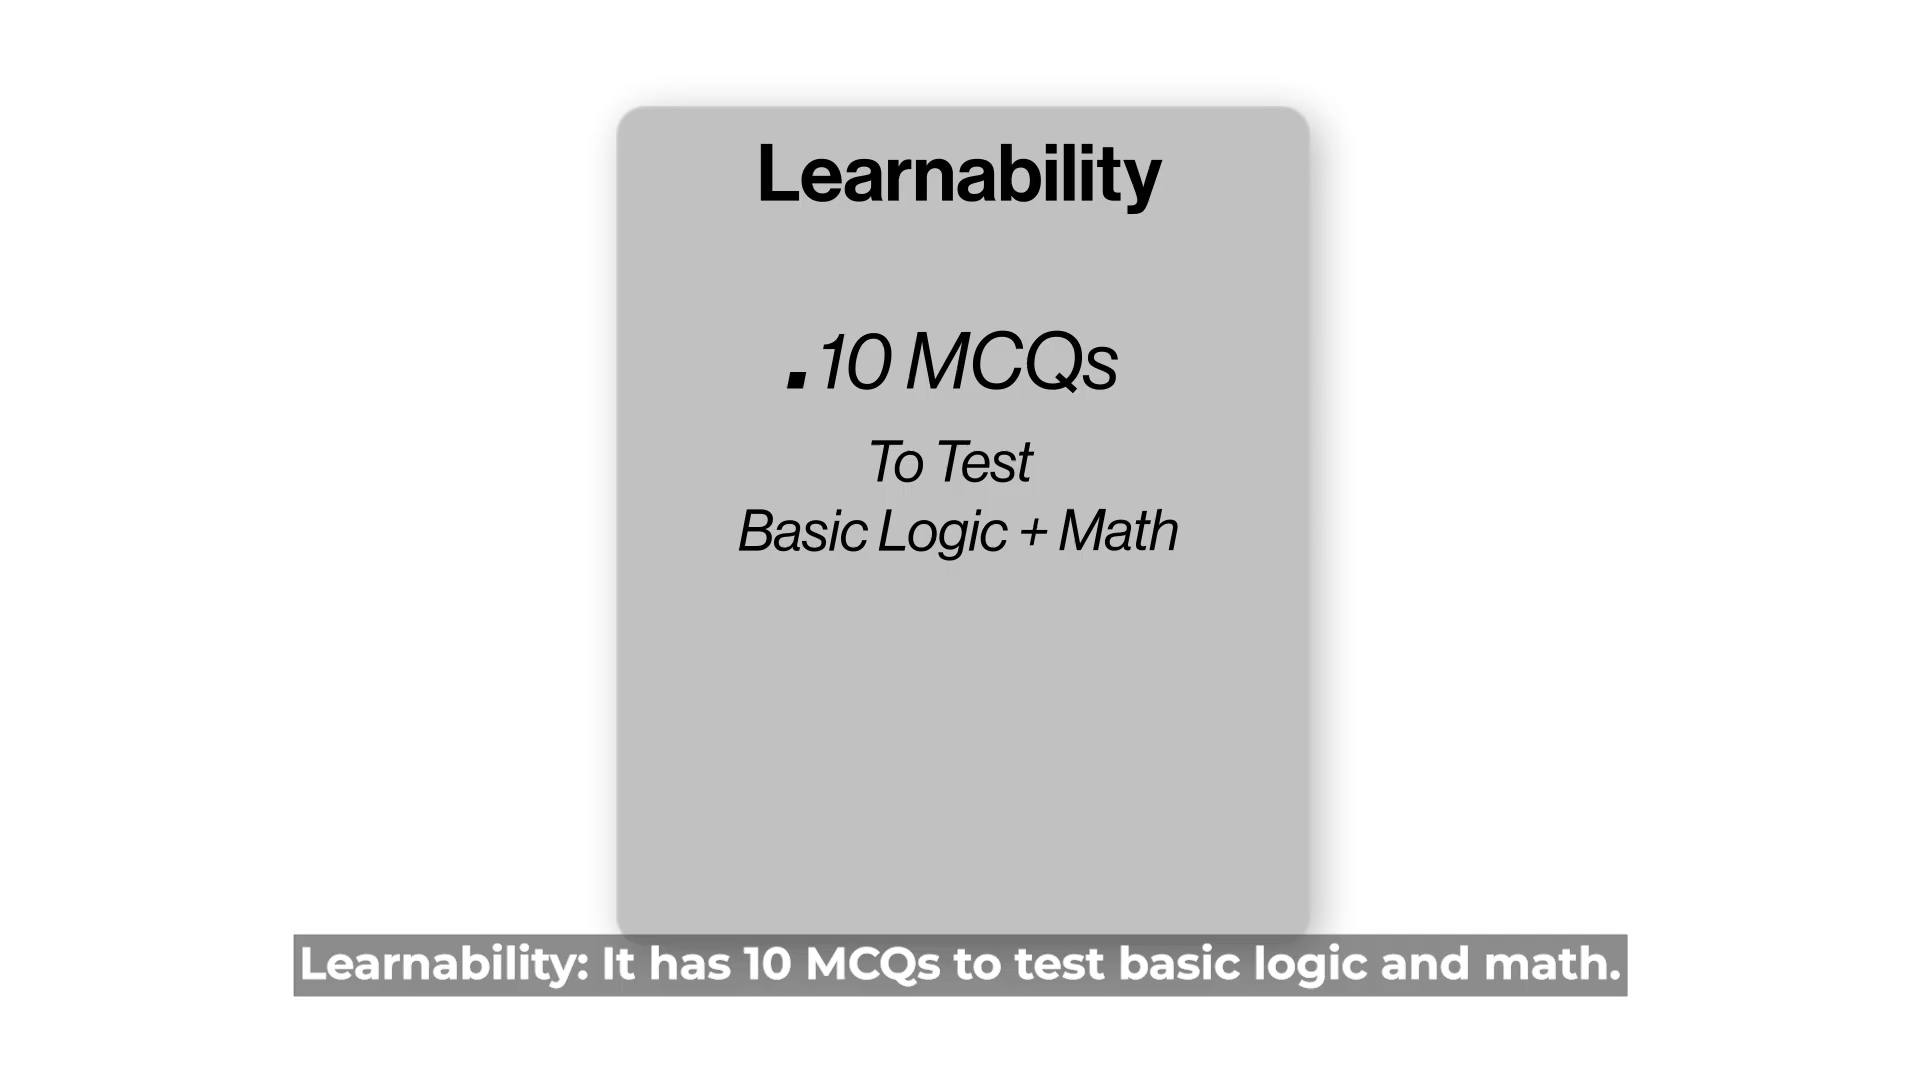 Learnability
.10 MCQs
To Test
Basic Logic + Math
Learnability: It has 10 MCQs to test basic logic and math.